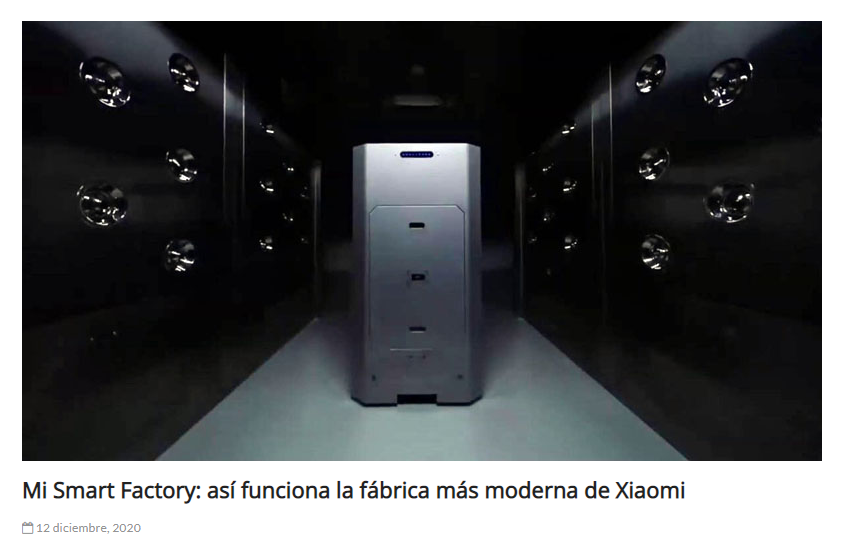 Mi Smart Factory: así funciona la fábrica más moderna de Xiaomi
12 diciembre, 2020